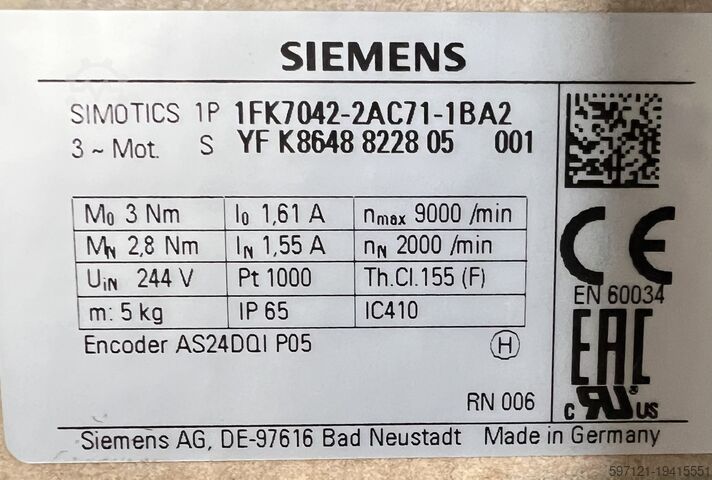 SIEMENS
SIMOTICS 1P 1FK7042-2AC71-1BA2
3 ~ Mot. S YF K8648 8228 05 001
M0 3 Nm I0 1,61 A nmax 9000 /min
MN 2,8 Nm IN 1,55 A nN 2000 /min
UiN 244 V Pt 1000 Th.Cl.155 (F)
m: 5 kg IP 65 IC410
Encoder AS24DQI P05 H
CE
EN 60034
EAC
RN 006
c RU US
Siemens AG, DE-97616 Bad Neustadt Made in Germany
597121-19415551